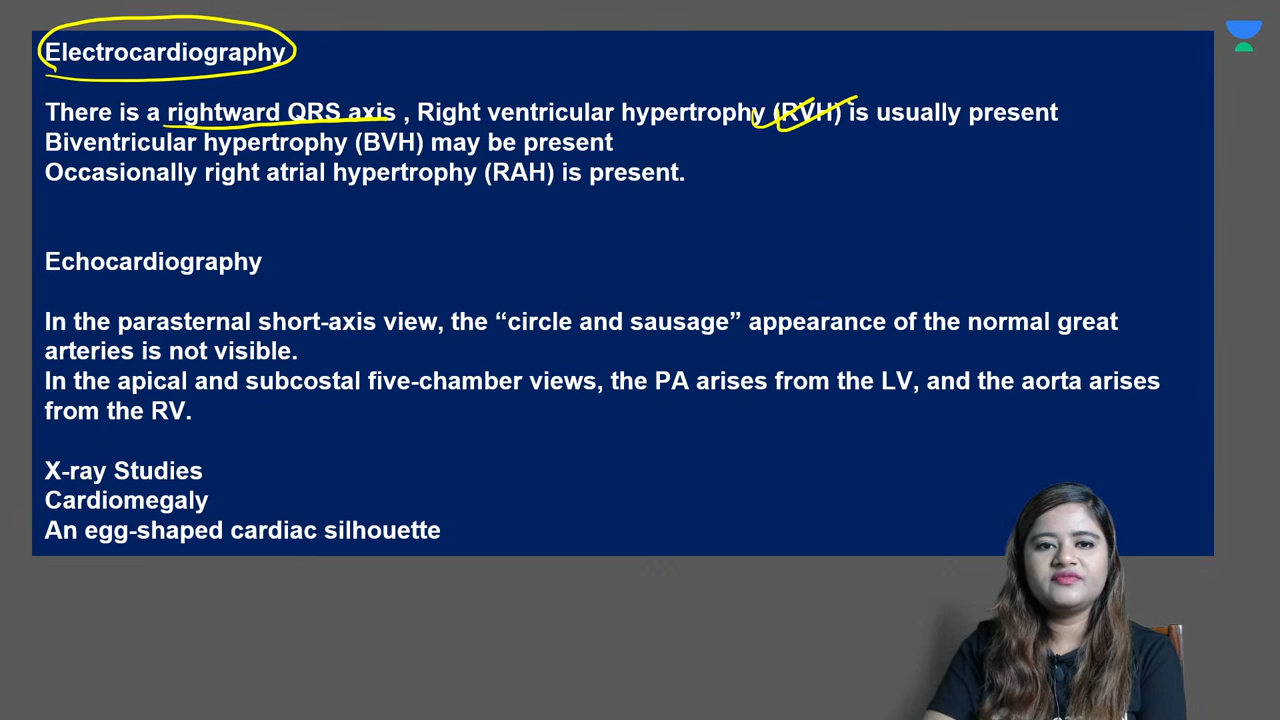 Electrocardiography
There is a rightward QRS axis , Right ventricular hypertrophy (RVH) is usually present
Biventricular hypertrophy (BVH) may be present
Occasionally right atrial hypertrophy (RAH) is present.
Echocardiography
In the parasternal short-axis view, the “circle and sausage” appearance of the normal great
arteries is not visible.
In the apical and subcostal five-chamber views, the PA arises from the LV, and the aorta arises
from the RV.
X-ray Studies
Cardiomegaly
An egg-shaped cardiac silhouette